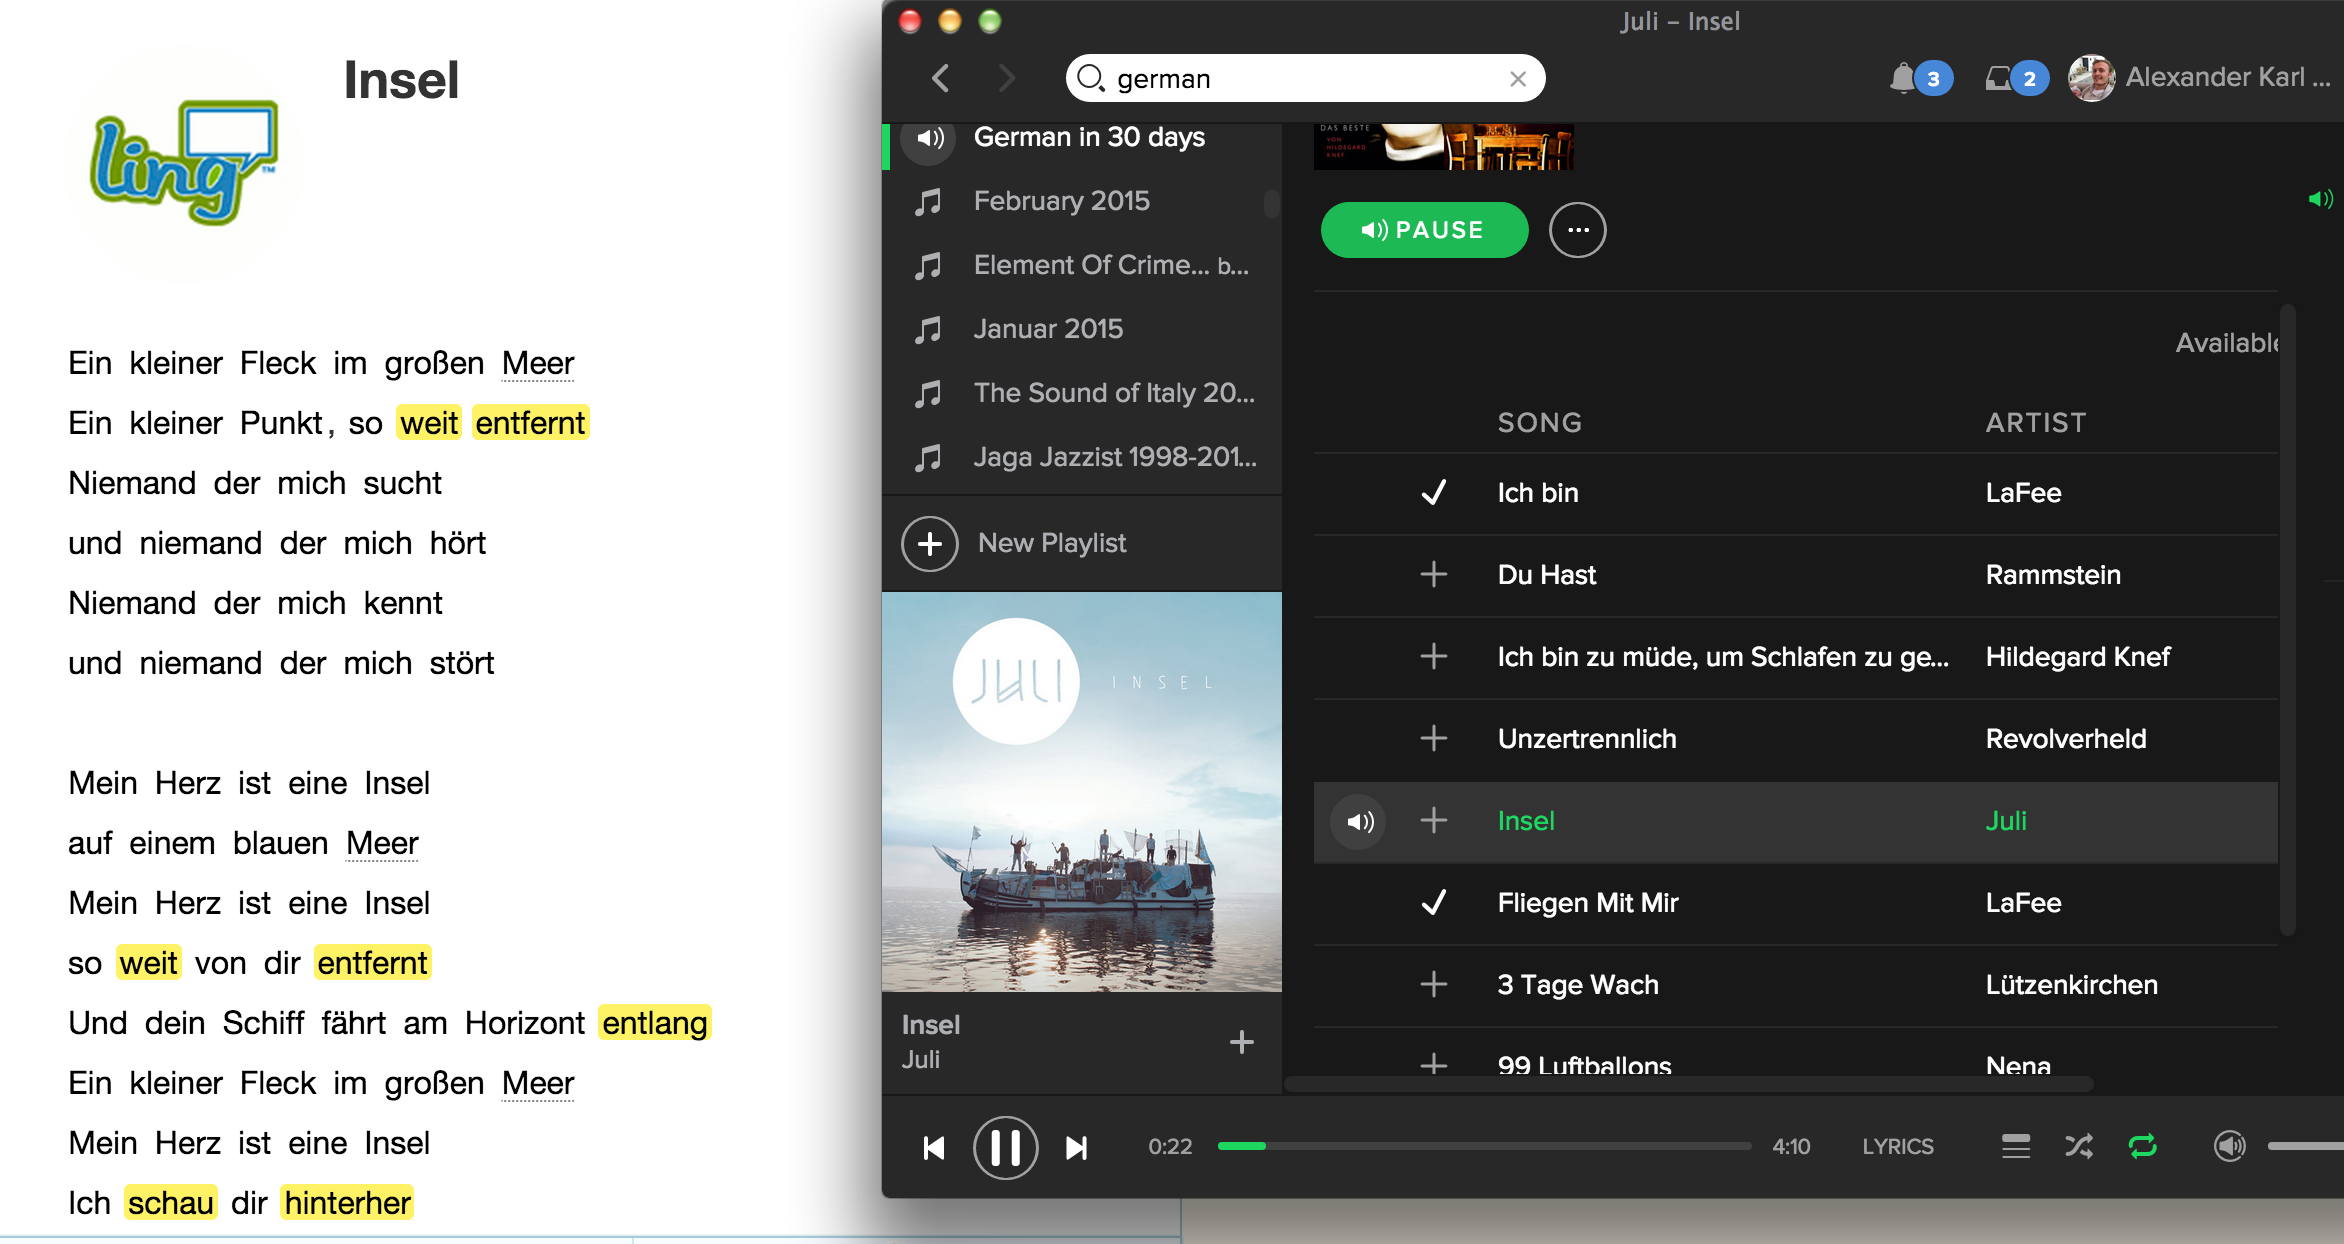 Insel
ling™
Ein kleiner Fleck im großen Meer
Ein kleiner Punkt, so weit entfernt
Niemand der mich sucht
und niemand der mich hört
Niemand der mich kennt
und niemand der mich stört
Mein Herz ist eine Insel
auf einem blauen Meer
Mein Herz ist eine Insel
so weit von dir entfernt
Und dein Schiff fährt am Horizont entlang
Ein kleiner Fleck im großen Meer
Mein Herz ist eine Insel
Ich schau dir hinterher
Juli – Insel
german
3
2
Alexander Karl ...
German in 30 days
February 2015
Element Of Crime... b...
Januar 2015
The Sound of Italy 20...
Jaga Jazzist 1998-201...
New Playlist
JULI INSEL
Insel
Juli
DAS BESTE
VON
HILDEGARD
KNEF
PAUSE
Available
SONG ARTIST
Ich bin LaFee
Du Hast Rammstein
Ich bin zu müde, um Schlafen zu ge... Hildegard Knef
Unzertrennlich Revolverheld
Insel Juli
Fliegen Mit Mir LaFee
3 Tage Wach Lützenkirchen
99 Luftballons Nena
0:22 4:10 LYRICS